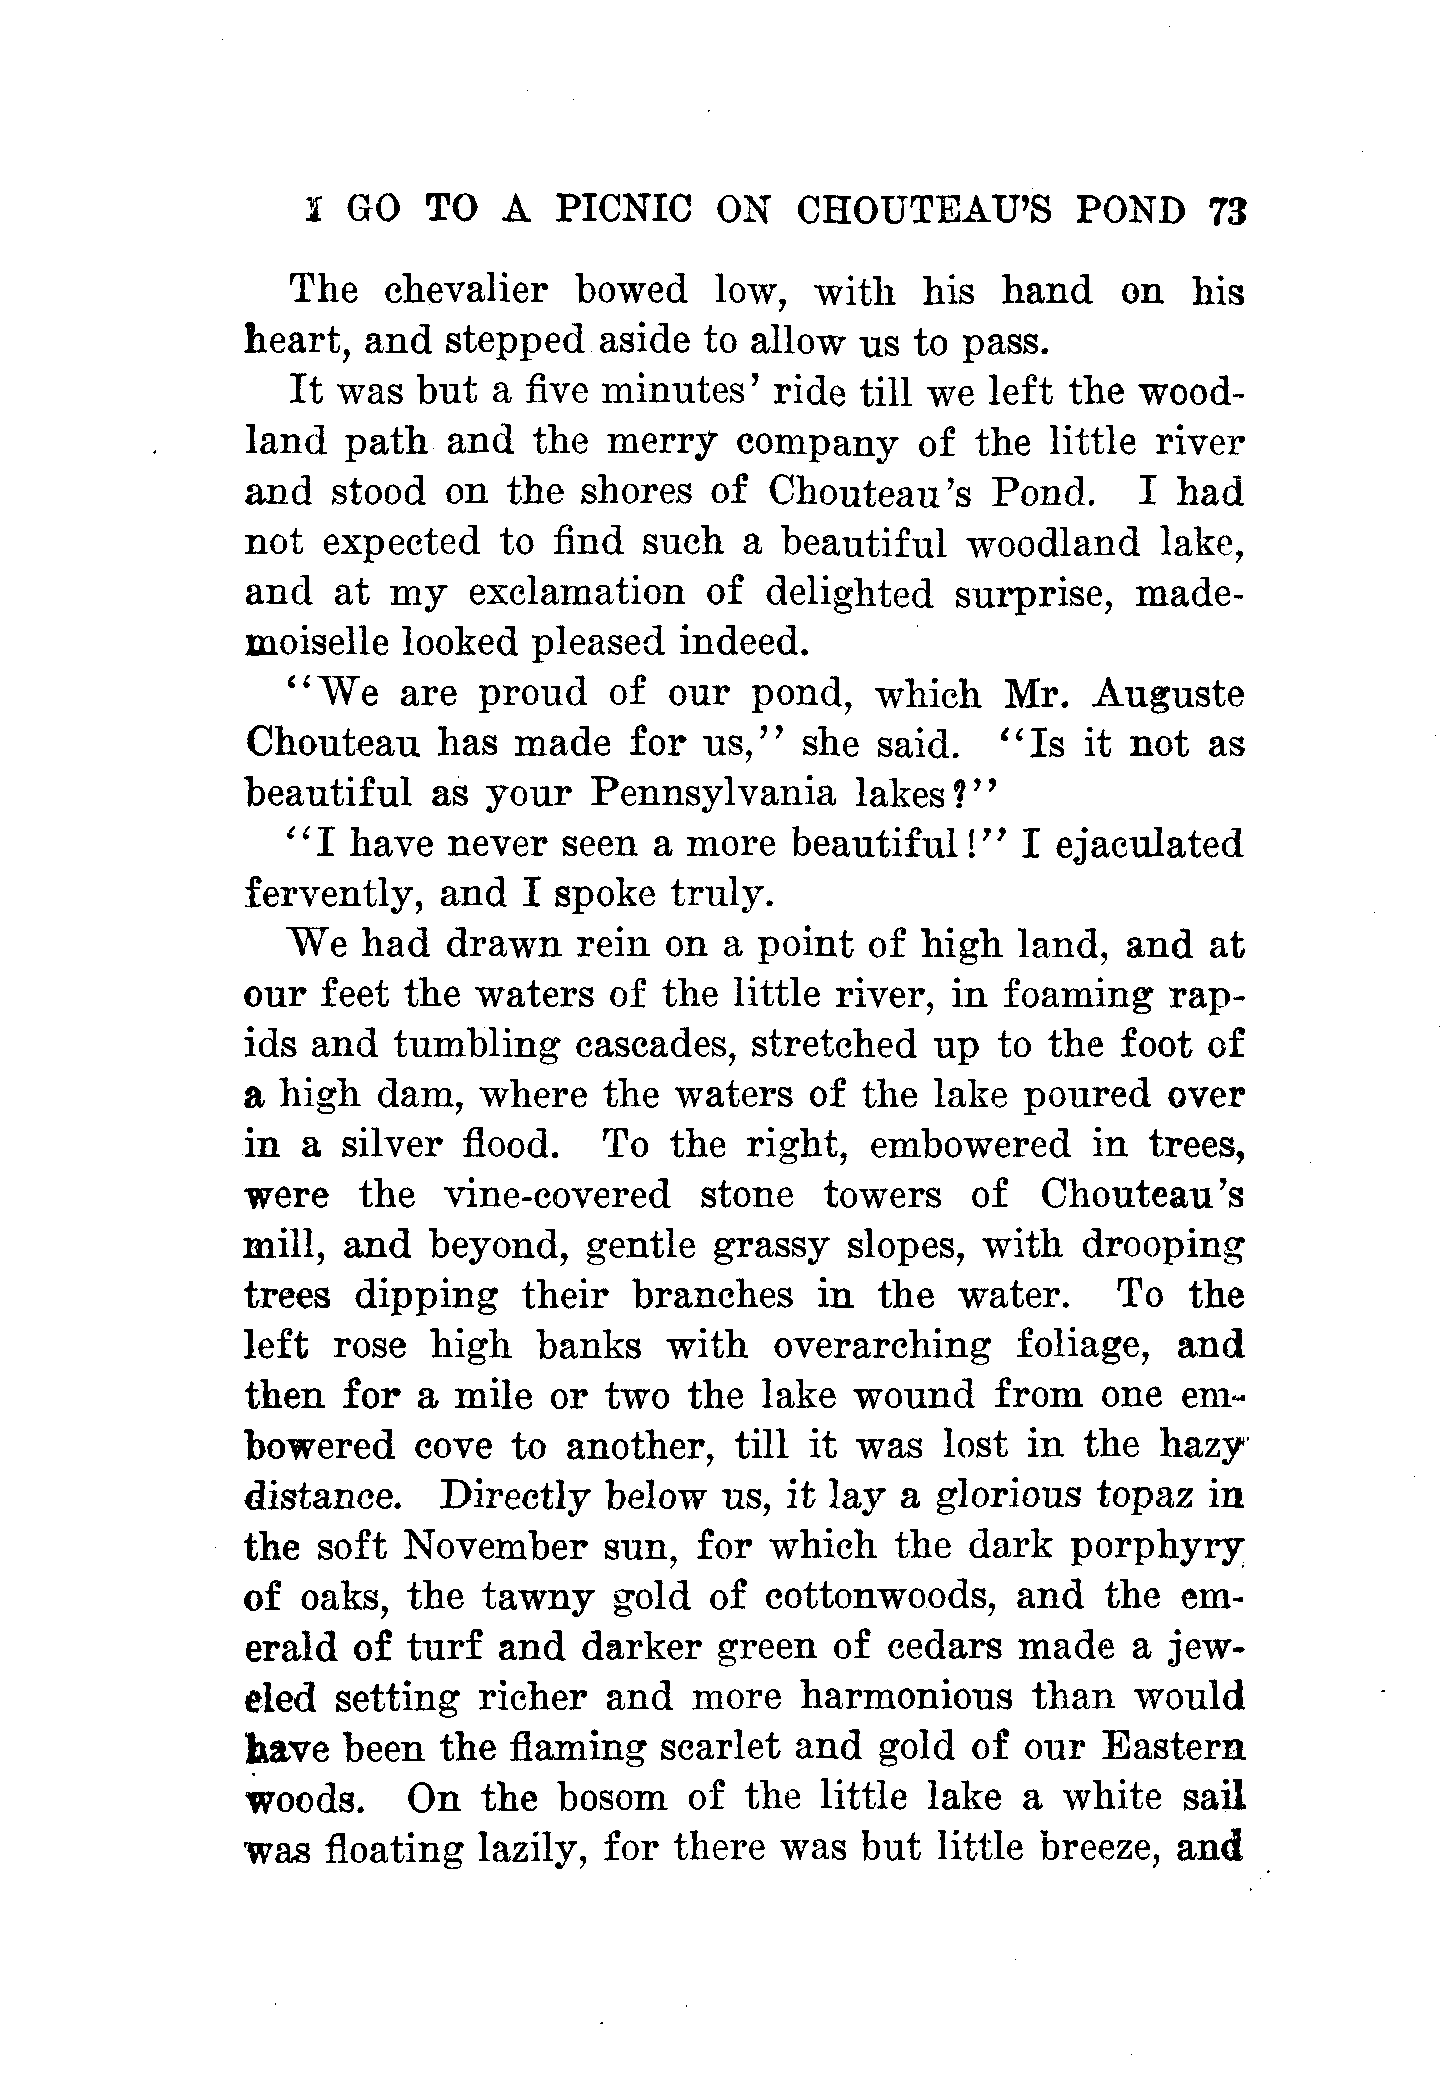 I GO TO A PICNIC ON CHOUTEAU'S POND 73
The chevalier bowed low, with his hand on his
heart, and stepped aside to allow us to pass.
It was but a five minutes' ride till we left the wood-
land path and the merry company of the little river
and stood on the shores of Chouteau's Pond. I had
not expected to find such a beautiful woodland lake,
and at my exclamation of delighted surprise, made-
moiselle looked pleased indeed.
"We are proud of our pond, which Mr. Auguste
Chouteau has made for us," she said. "Is it not as
beautiful as your Pennsylvania lakes?"
"I have never seen a more beautiful!" I ejaculated
fervently, and I spoke truly.
We had drawn rein on a point of high land, and at
our feet the waters of the little river, in foaming rap-
ids and tumbling cascades, stretched up to the foot of
a high dam, where the waters of the lake poured over
in a silver flood. To the right, embowered in trees,
were the vine-covered stone towers of Chouteau's
mill, and beyond, gentle grassy slopes, with drooping
trees dipping their branches in the water. To the
left rose high banks with overarching foliage, and
then for a mile or two the lake wound from one em-
bowered cove to another, till it was lost in the hazy
distance. Directly below us, it lay a glorious topaz in
the soft November sun, for which the dark porphyry
of oaks, the tawny gold of cottonwoods, and the em-
erald of turf and darker green of cedars made a jew-
eled setting richer and more harmonious than would
have been the flaming scarlet and gold of our Eastern
woods. On the bosom of the little lake a white sail
was floating lazily, for there was but little breeze, and